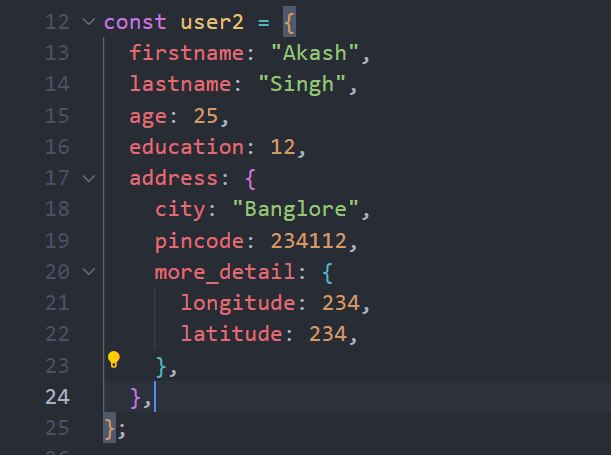 12 const user2 = {
13 firstname: "Akash",
14 lastname: "Singh",
15 age: 25,
16 education: 12,
17 address: {
18 city: "Banglore",
19 pincode: 234112,
20 more_detail: {
21 longitude: 234,
22 latitude: 234,
23 },
24 },
25 };